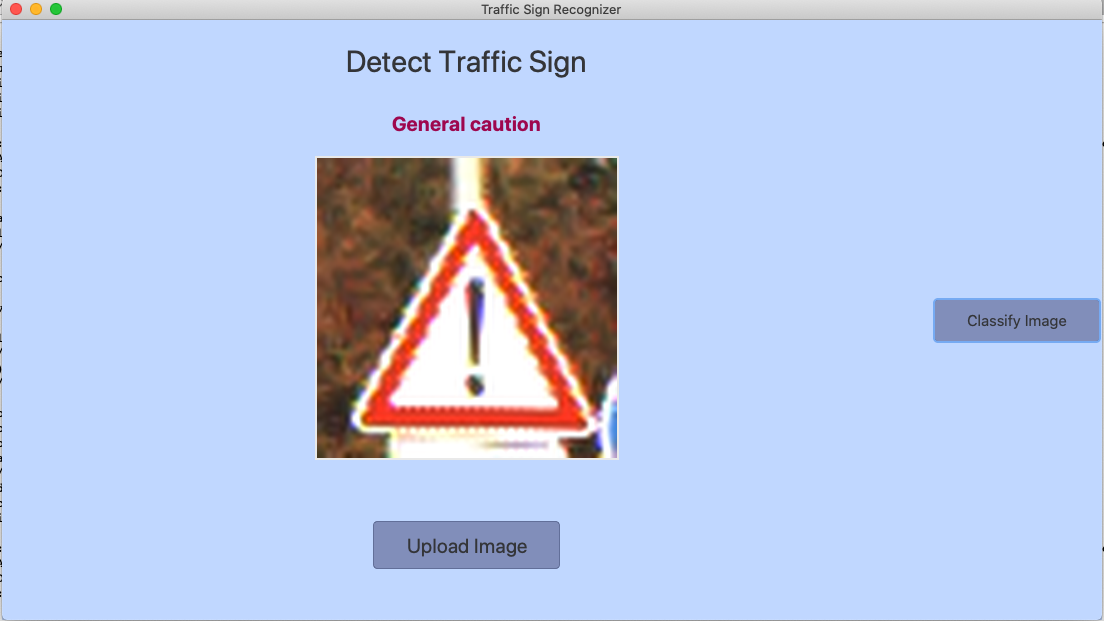 Traffic Sign Recognizer
Detect Traffic Sign
General caution
!
Classify Image
Upload Image